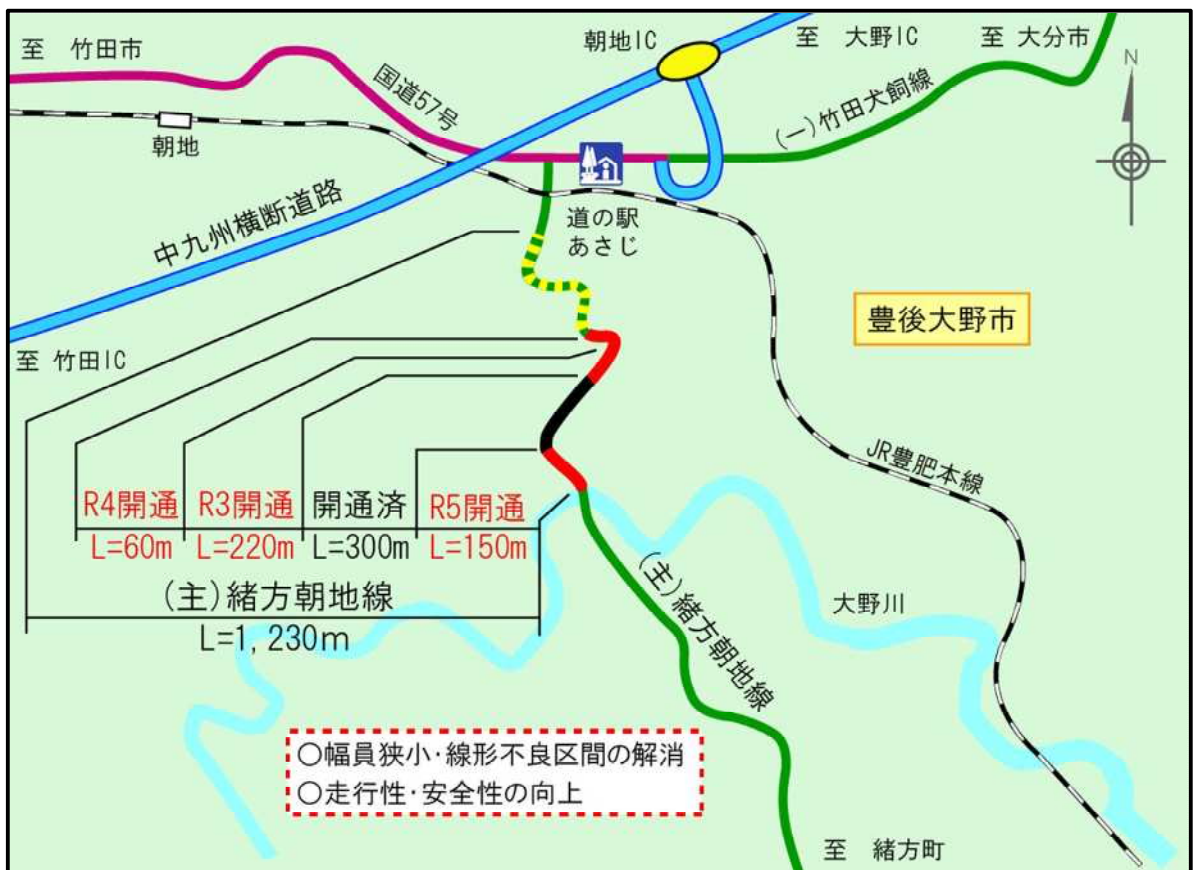 至 竹田市
朝地IC
至 大野IC
至 大分市
N
国道57号
(一)竹田犬飼線
朝地
中九州横断道路
道の駅
あさじ
豊後大野市
至 竹田IC
JR豊肥本線
R4開通
R3開通
開通済
R5開通
L=60m
L=220m
L=300m
L=150m
(主)緒方朝地線
L=1,230m
(主)緒方朝地線
大野川
○幅員狭小・線形不良区間の解消
○走行性・安全性の向上
至 緒方町